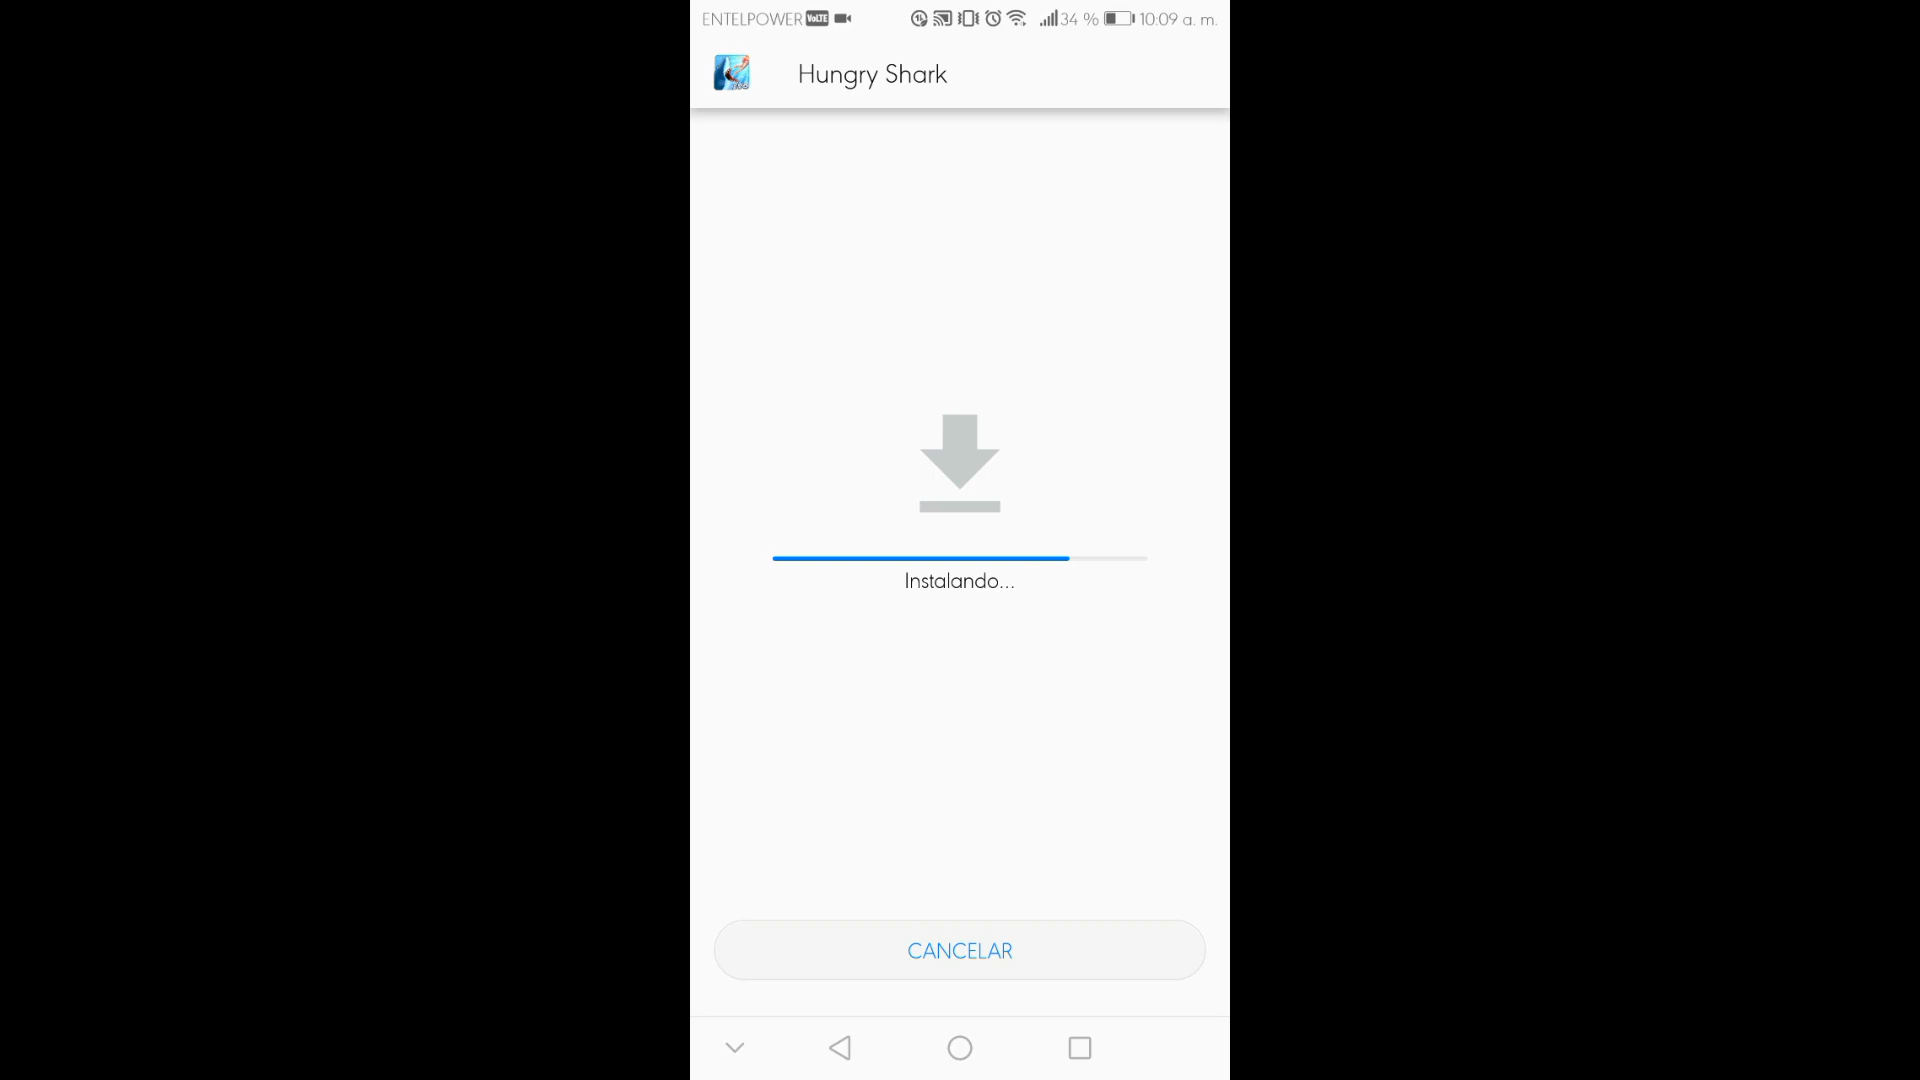 ENTELPOWER VoLTE 34 % 10:09 a. m.
Hungry Shark
Instalando...
CANCELAR